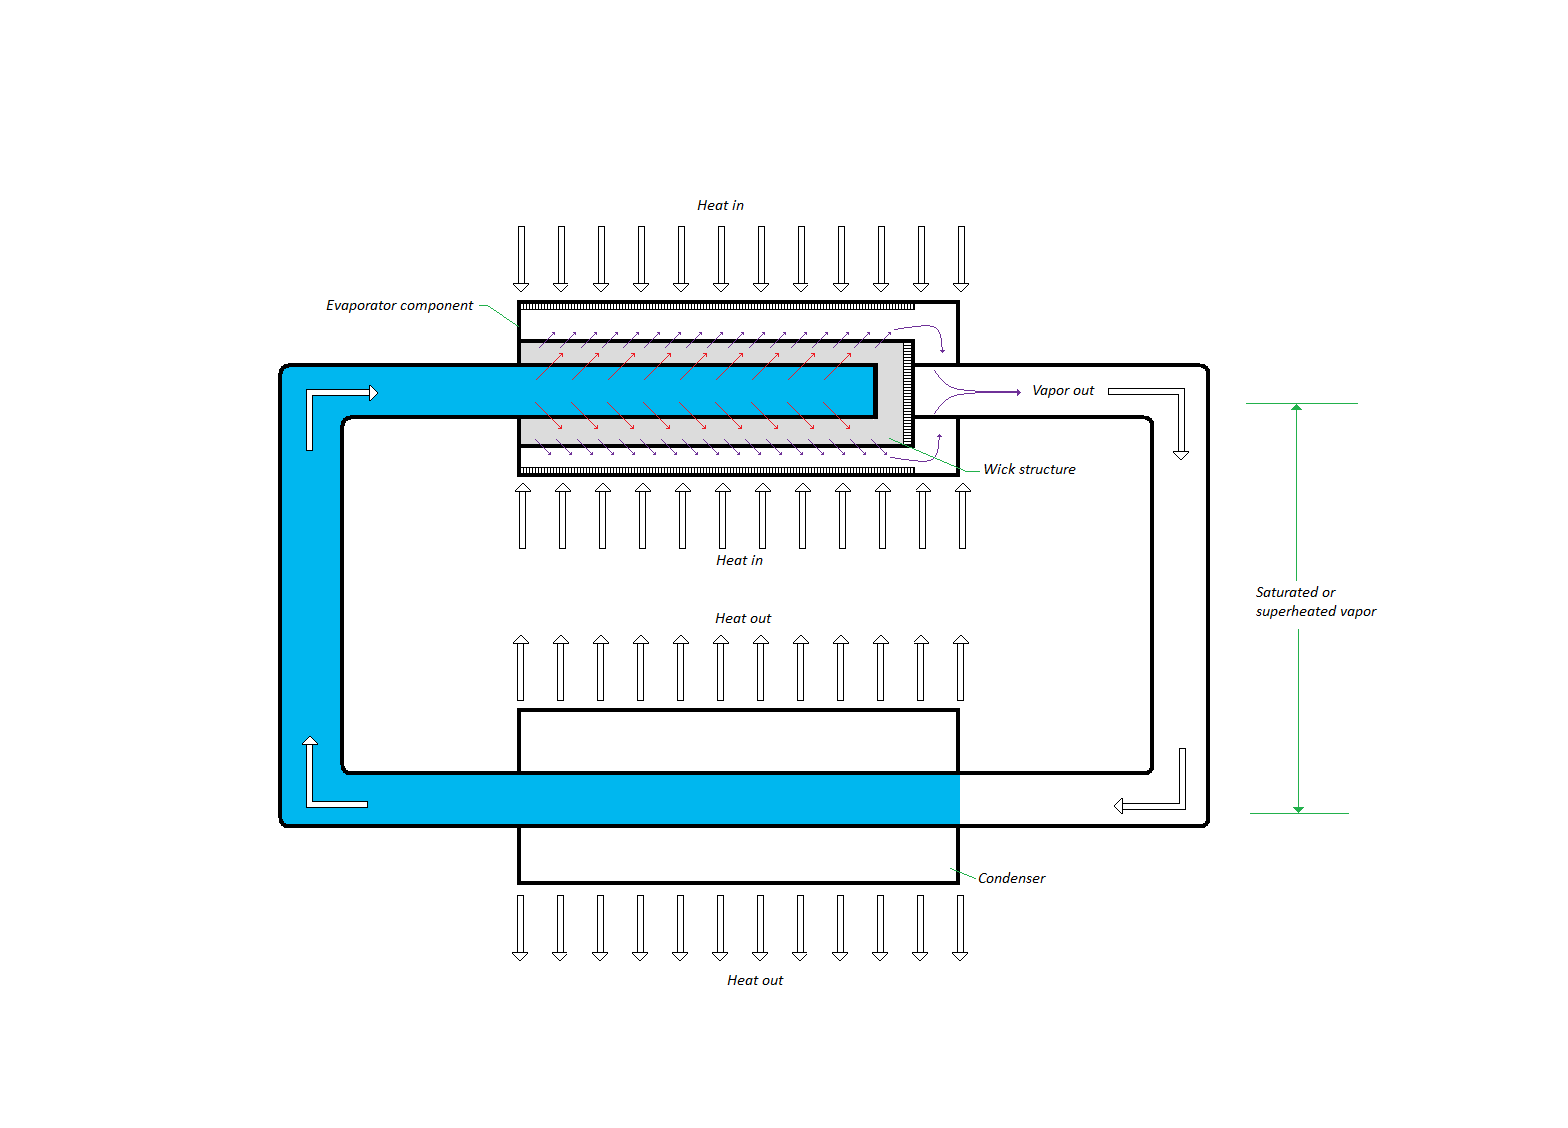 Heat in
Evaporator component
Vapor out
Wick structure
Heat in
Saturated or
superheated vapor
Heat out
Condenser
Heat out